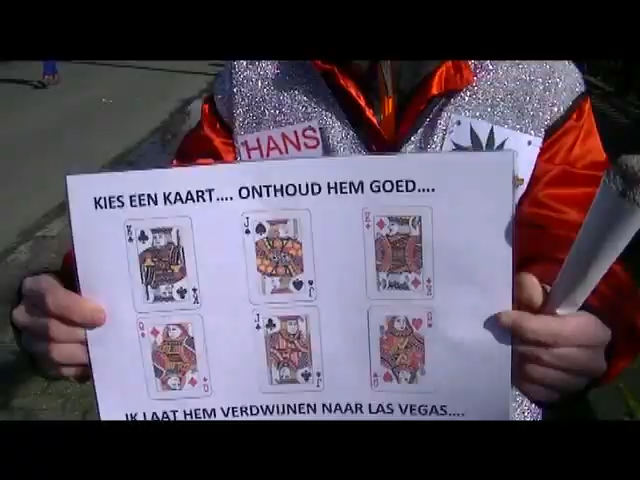 HANS
KIES EEN KAART.... ONTHOUD HEM GOED....
K J K
Q J Q
IK LAAT HEM VERDWIJNEN NAAR LAS VEGAS....